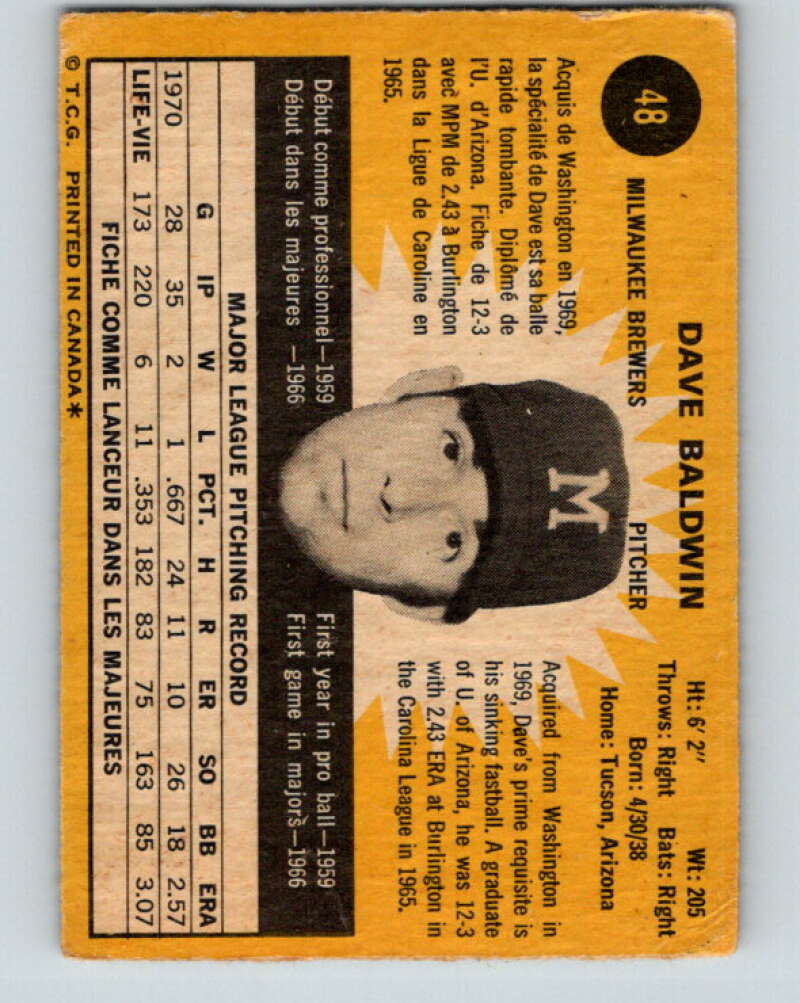 48
DAVE BALDWIN
MILWAUKEE BREWERS
PITCHER
Ht: 6' 2" Wt: 205
Throws: Right Bats: Right
Born: 4/30/38
Home: Tucson, Arizona
Acquis de Washington en 1969,
la spécialité de Dave est sa balle
rapide tombante. Diplômé de
l'U. d'Arizona. Fiche de 12-3
avec MPM de 2.43 à Burlington
dans la Ligue de Caroline en
1965.
M
Acquired from Washington in
1969, Dave's prime requisite is
his sinking fastball. A graduate
of U. of Arizona, he was 12-3
with 2.43 ERA at Burlington in
the Carolina League in 1965.
Début comme professionnel—1959
Début dans les majeures —1966
First year in pro ball—1959
First game in majors—1966
MAJOR LEAGUE PITCHING RECORD
G IP W L PCT. H R ER SO BB ERA
1970 28 35 2 1 .667 24 11 10 26 18 2.57
LIFE-VIE 173 220 6 11 .353 182 83 75 163 85 3.07
FICHE COMME LANCEUR DANS LES MAJEURES
© T.C.G. PRINTED IN CANADA*